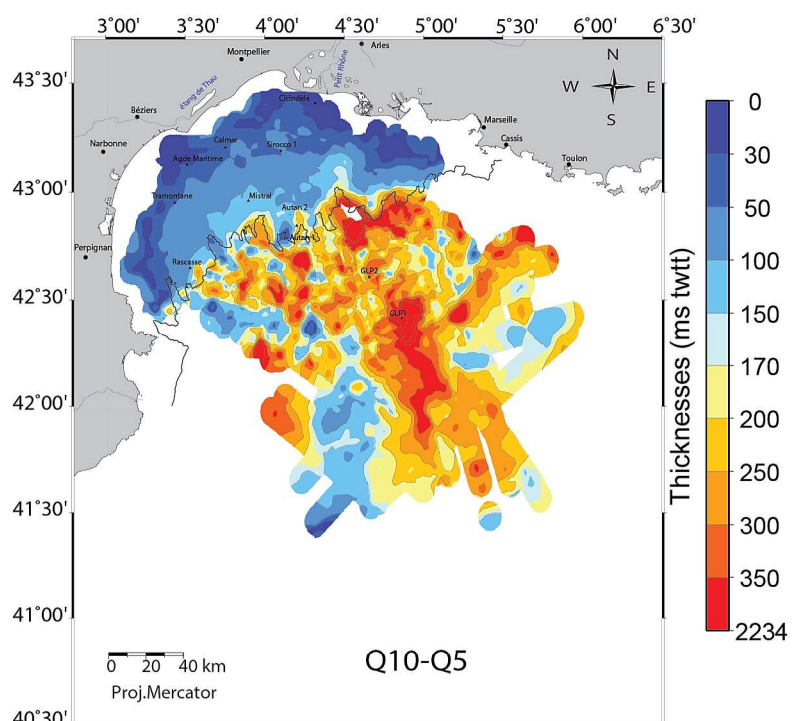 3°00' 3°30' 4°00' 4°30' 5°00' 5°30' 6°00' 6°30'
43°30'
43°00'
42°30'
42°00'
41°30'
41°00'
40°30'
Montpellier
Arles
Petit Rhône
étang de Thau
Béziers
Narbonne
Perpignan
Cicindèle
Calmar
Sirocco 1
Agde Maritime
Tramontane
Mistral
Autan 2
Autan 1
Rascasse
GLP2
GLP1
Marseille
Cassis
Toulon
N
W E
S
0
30
50
100
150
170
200
250
300
350
2234
Thicknesses (ms twtt)
Q10-Q5
0 20 40 km
Proj.Mercator